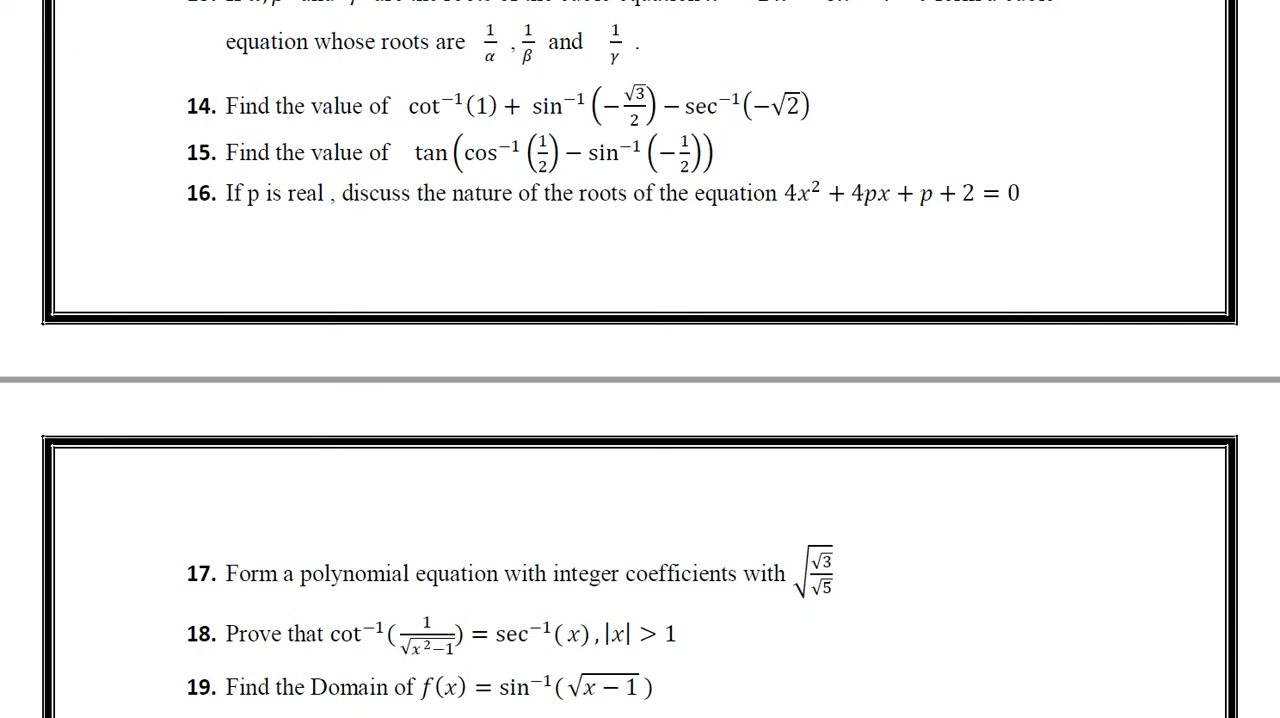 equation whose roots are 1/α , 1/β and 1/γ .
14. Find the value of cot⁻¹(1) + sin⁻¹(−√3/2) − sec⁻¹(−√2)
15. Find the value of tan(cos⁻¹(1/2) − sin⁻¹(−1/2))
16. If p is real , discuss the nature of the roots of the equation 4x² + 4px + p + 2 = 0
17. Form a polynomial equation with integer coefficients with √(√3/√5)
18. Prove that cot⁻¹(1/√(x²−1)) = sec⁻¹(x), |x| > 1
19. Find the Domain of f(x) = sin⁻¹(√(x − 1))